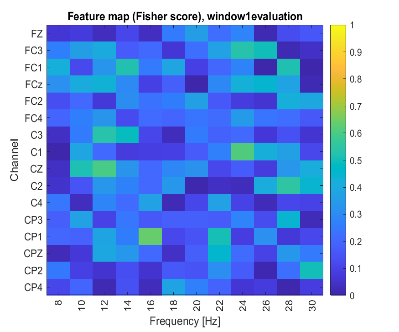 Feature map (Fisher score), window1evaluation
FZ
FC3
FC1
FCz
FC2
FC4
C3
C1
CZ
C2
C4
CP3
CP1
CPZ
CP2
CP4
Channel
8 10 12 14 16 18 20 22 24 26 28 30
Frequency [Hz]
1
0.9
0.8
0.7
0.6
0.5
0.4
0.3
0.2
0.1
0